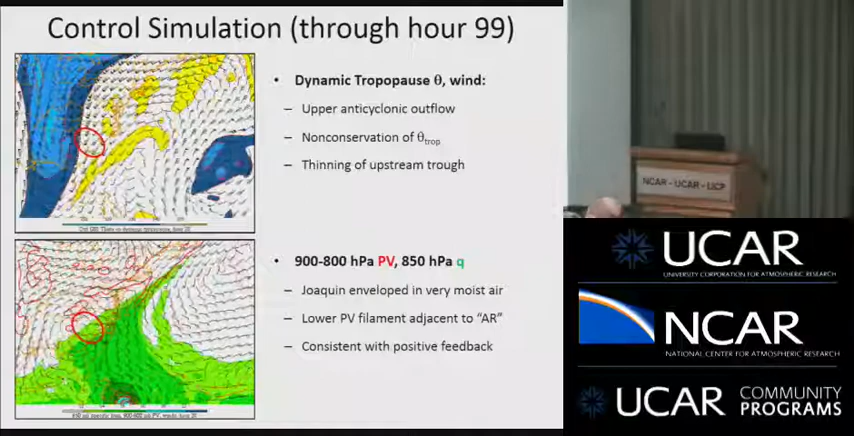 Control Simulation (through hour 99)
• Dynamic Tropopause θ, wind:
– Upper anticyclonic outflow
– Nonconservation of θtrop
– Thinning of upstream trough
• 900-800 hPa PV, 850 hPa q
– Joaquin enveloped in very moist air
– Lower PV filament adjacent to “AR”
– Consistent with positive feedback
NCAR - UCAR - UCP
UCAR
UNIVERSITY CORPORATION FOR ATMOSPHERIC RESEARCH
NCAR
NATIONAL CENTER FOR ATMOSPHERIC RESEARCH
UCAR COMMUNITY
PROGRAMS